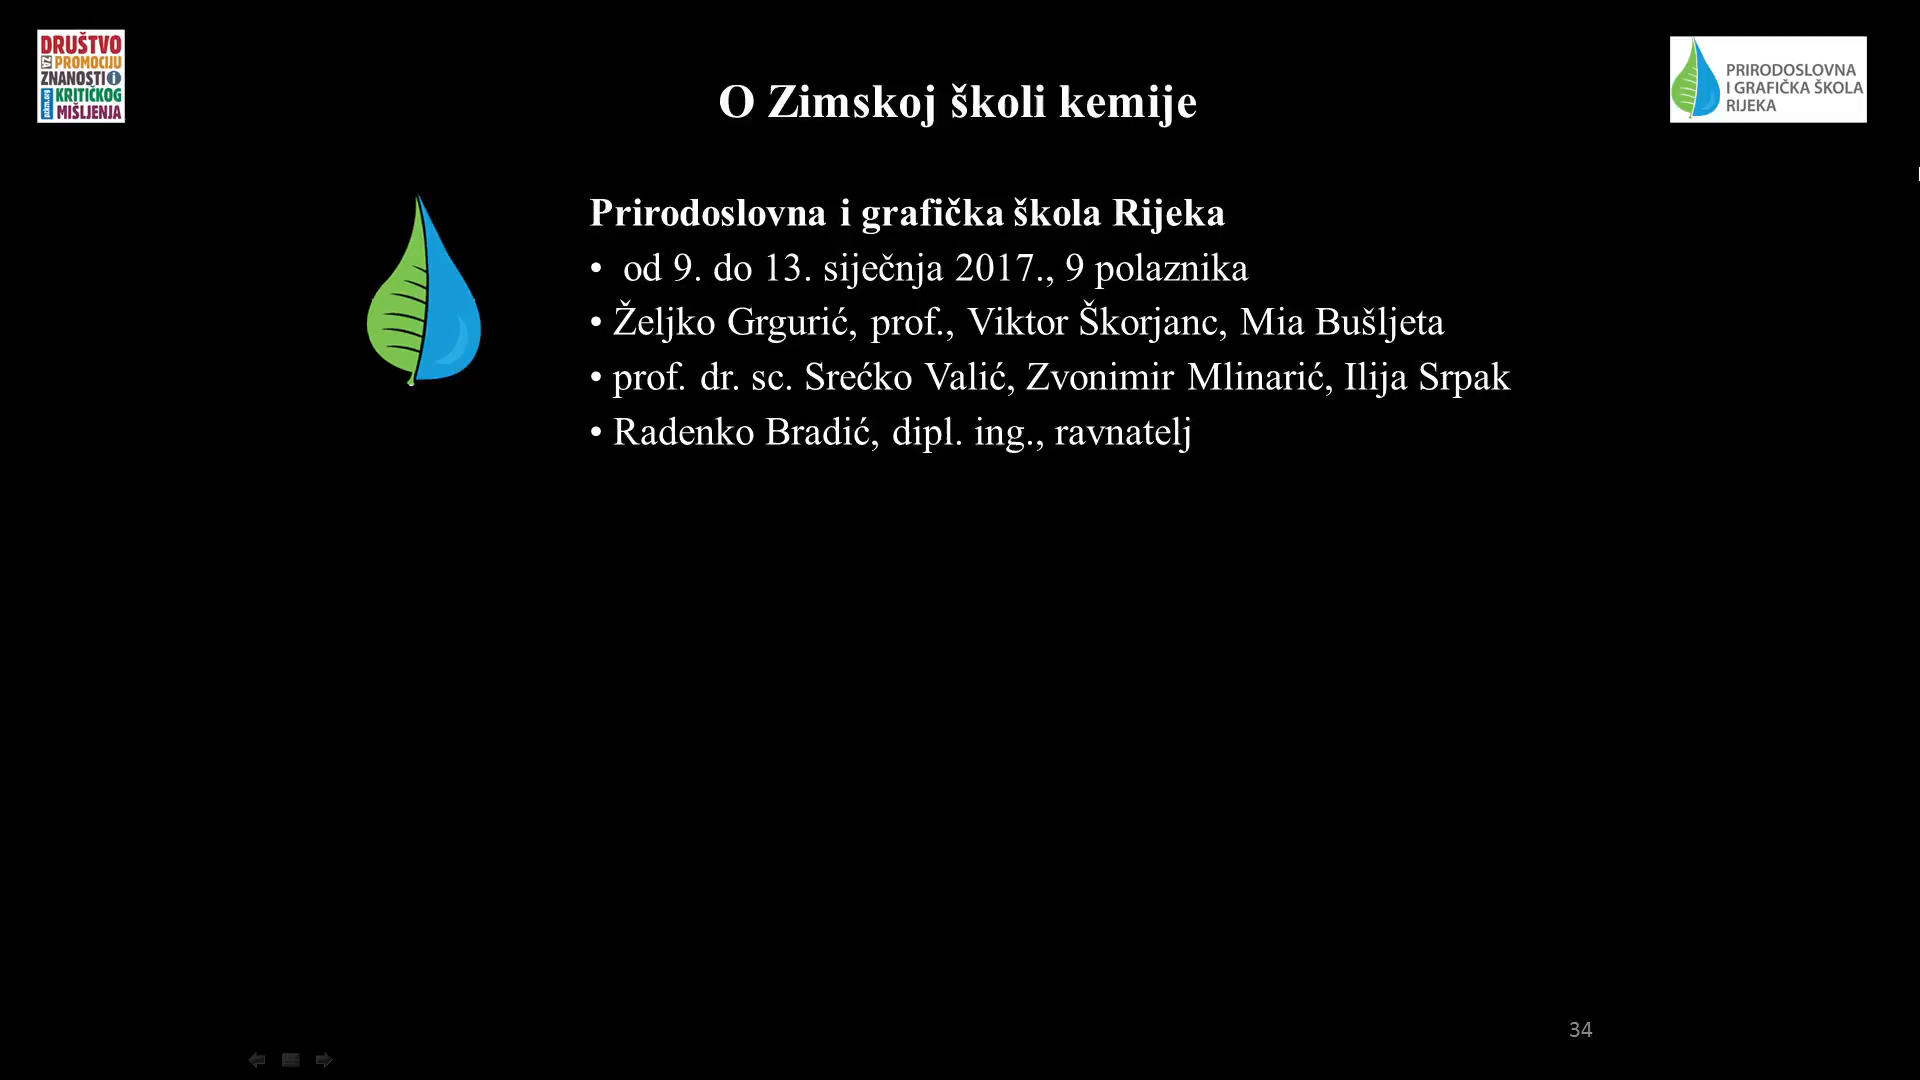 DRUŠTVO
ZA PROMOCIJU
ZNANOSTI i
KRITIČKOG
MIŠLJENJA
O Zimskoj školi kemije
PRIRODOSLOVNA
I GRAFIČKA ŠKOLA
RIJEKA
Prirodoslovna i grafička škola Rijeka
• od 9. do 13. siječnja 2017., 9 polaznika
• Željko Grgurić, prof., Viktor Škorjanc, Mia Bušljeta
• prof. dr. sc. Srećko Valić, Zvonimir Mlinarić, Ilija Srpak
• Radenko Bradić, dipl. ing., ravnatelj
34